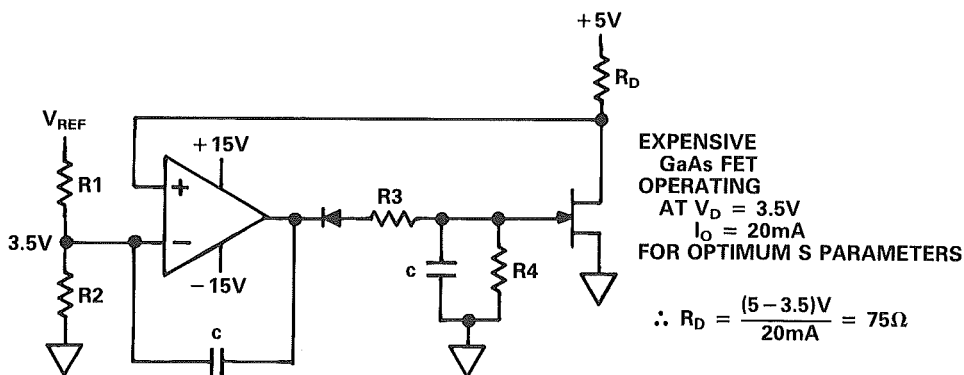 +5V
R_D
V_REF
+15V
R1
+
R3
3.5V
−
−15V
R2
c
c
R4
EXPENSIVE
GaAs FET
OPERATING
AT V_D = 3.5V
I_O = 20mA
FOR OPTIMUM S PARAMETERS
∴ R_D = (5−3.5)V / 20mA = 75Ω